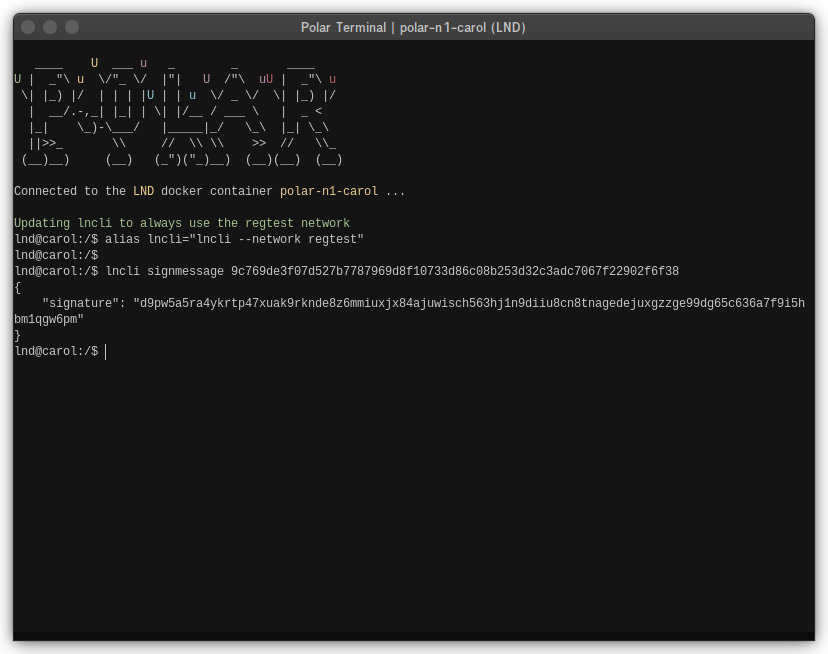 Polar Terminal | polar-n1-carol (LND)
   ____    U  ___ u   _        _       ____
U |  _"\ u  \/"_ \/  |"|   U  /"\  uU |  _"\ u
 \| |_) |/  | | | |U | | u  \/ _ \/  \| |_) |/
  |  __/.-,_| |_| | \| |/__ / ___ \   |  _ <
  |_|    \_)-\___/   |_____|_/   \_\  |_| \_\
  ||>>_       \\     //  \\ \\    >>  //   \\_
 (__)__)     (__)   (_")("_)__)  (__)(__)  (__)
Connected to the LND docker container polar-n1-carol ...
Updating lncli to always use the regtest network
lnd@carol:/$ alias lncli="lncli --network regtest"
lnd@carol:/$
lnd@carol:/$ lncli signmessage 9c769de3f07d527b7787969d8f10733d86c08b253d32c3adc7067f22902f6f38
{
    "signature": "d9pw5a5ra4ykrtp47xuak9rknde8z6mmiuxjx84ajuwisch563hj1n9diiu8cn8tnagedejuxgzzge99dg65c636a7f9i5h
bm1qgw6pm"
}
lnd@carol:/$